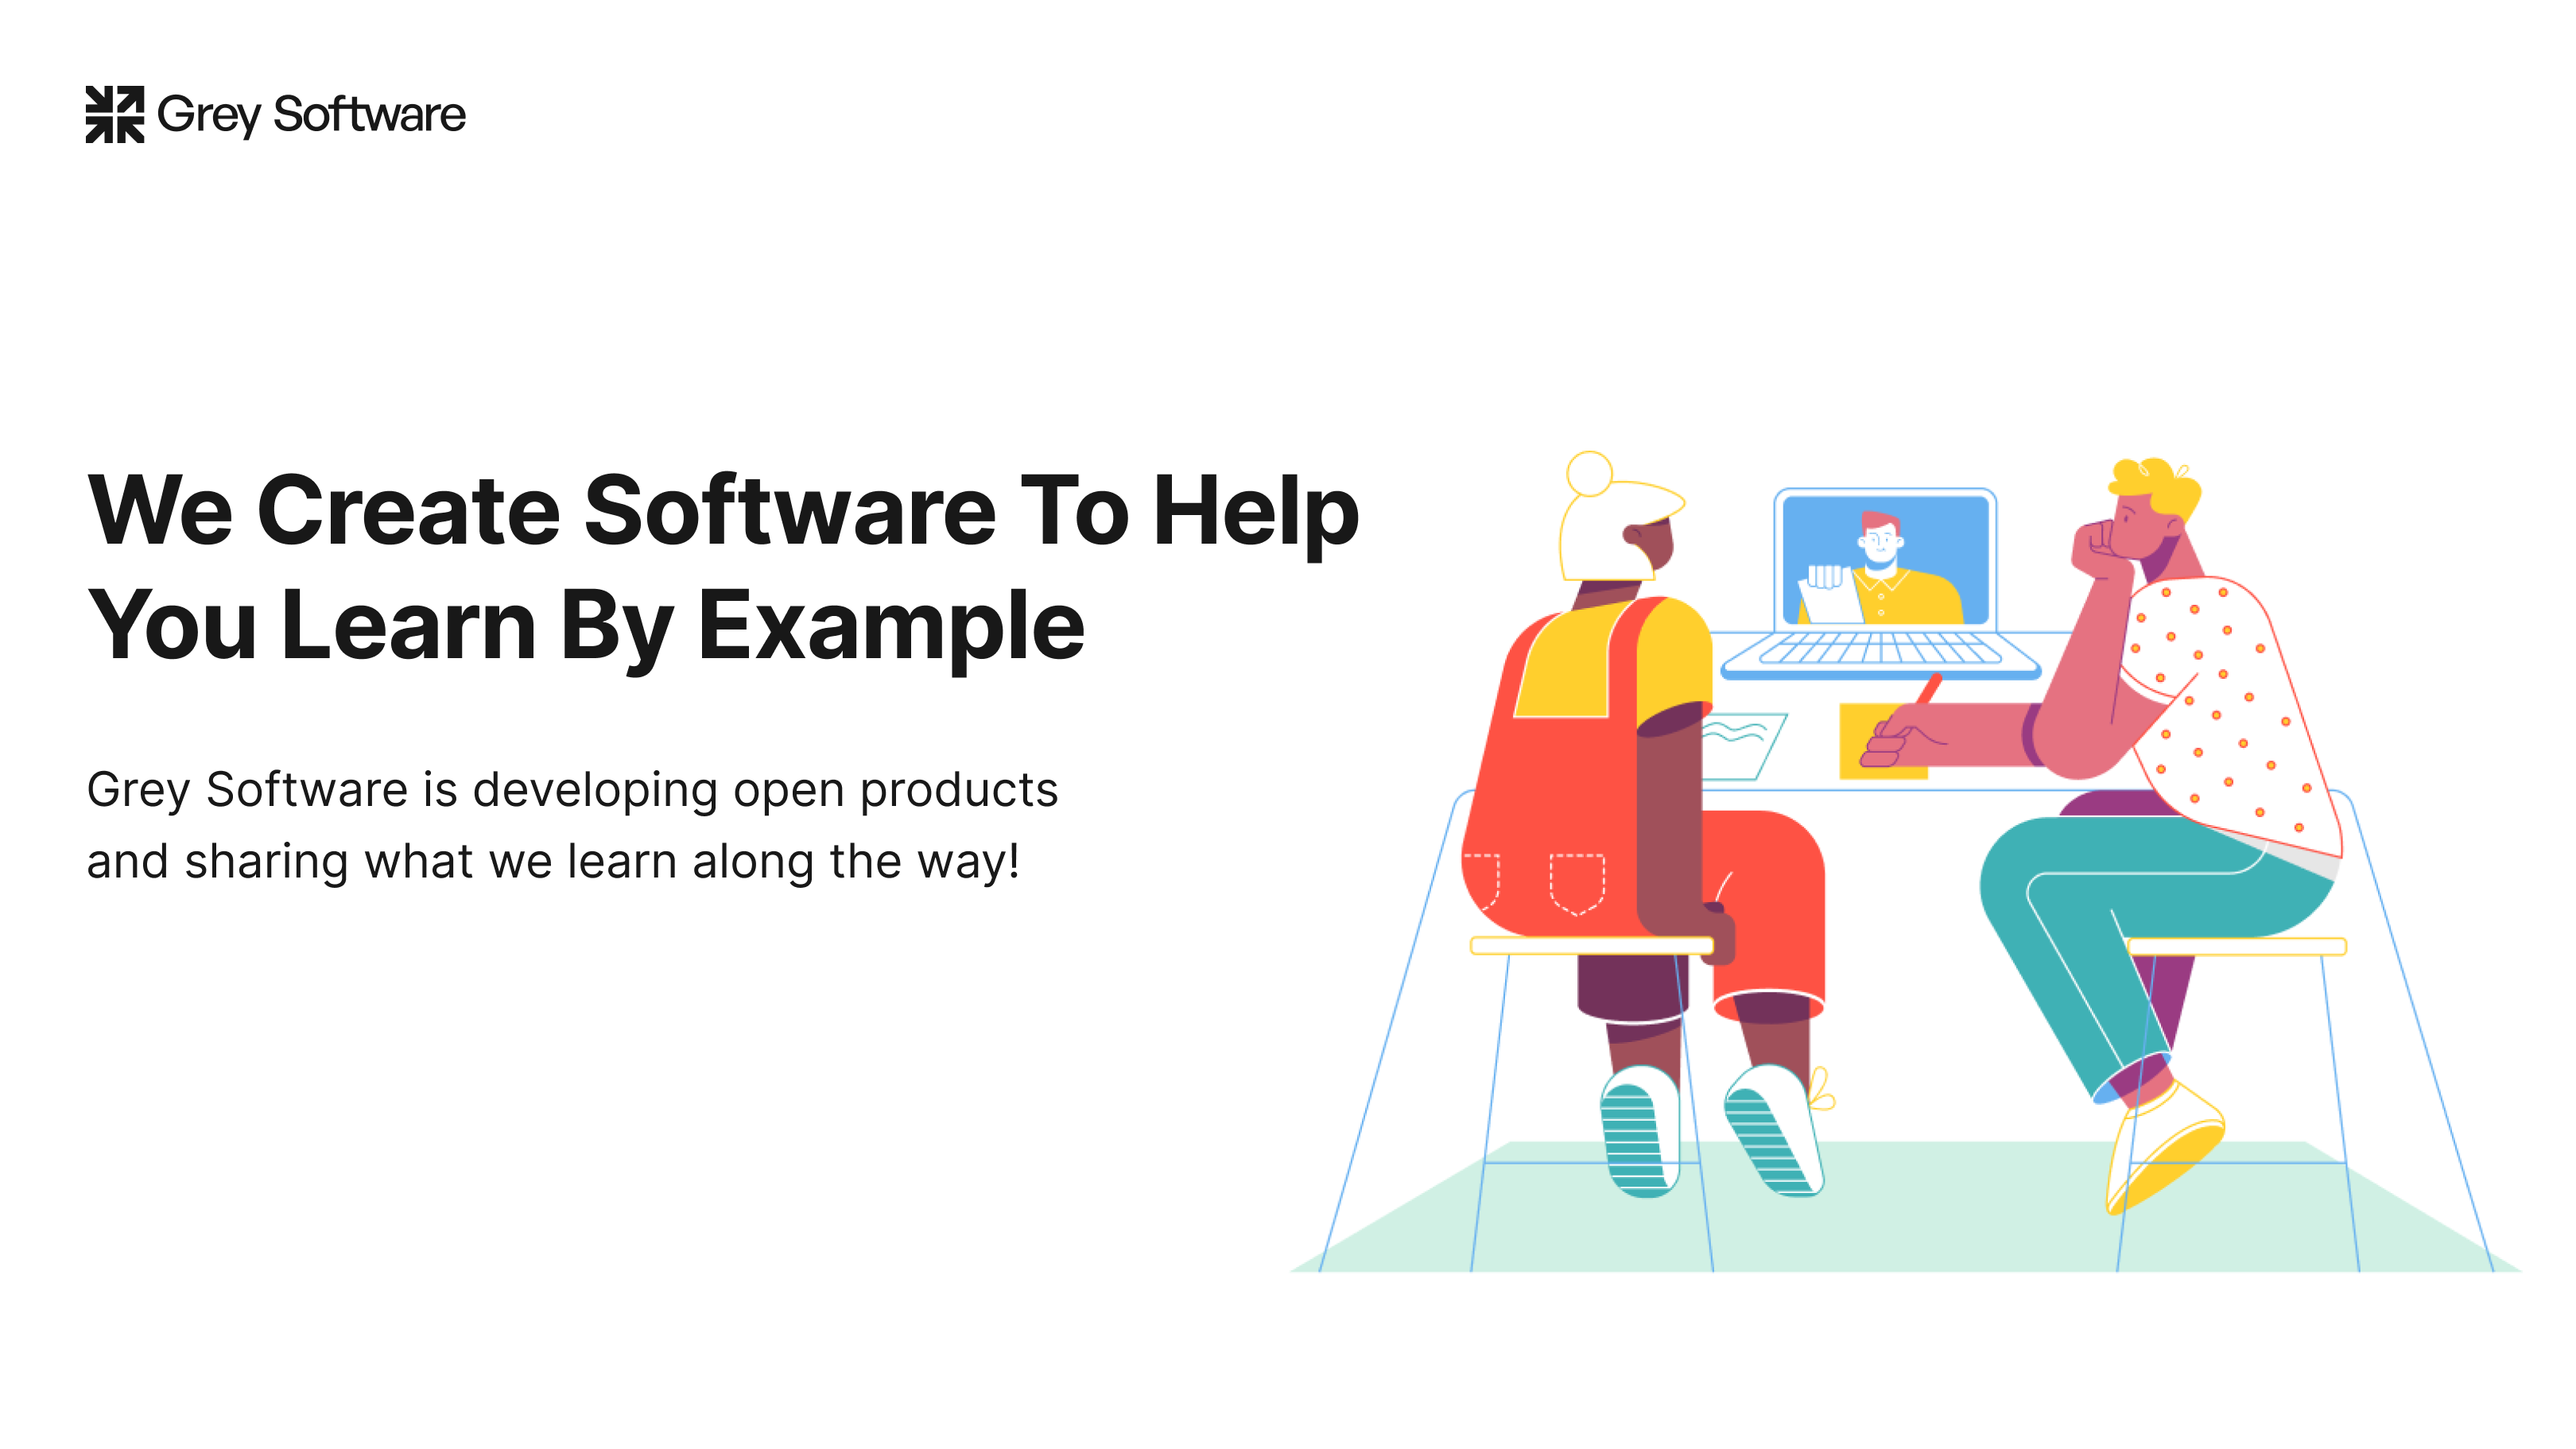 Grey Software
We Create Software To Help
You Learn By Example
Grey Software is developing open products
and sharing what we learn along the way!